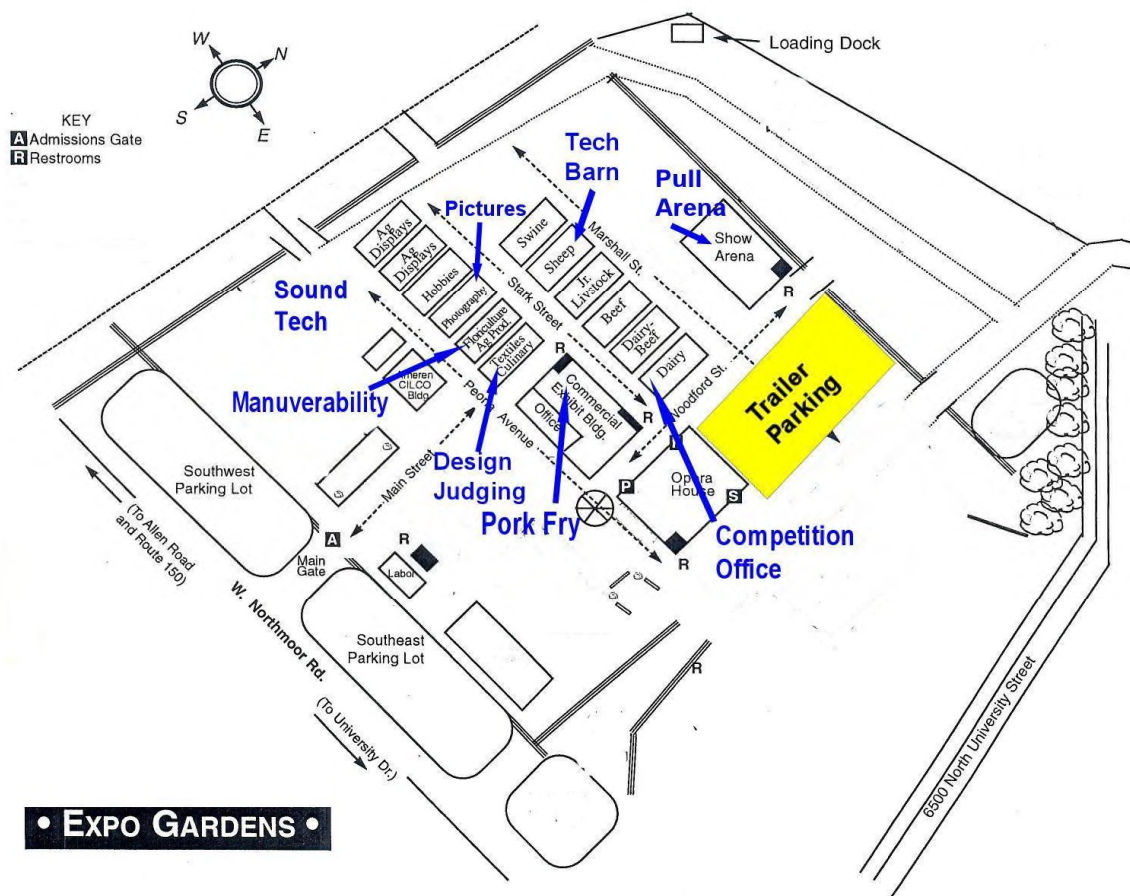 W
N
S
E
KEY
A Admissions Gate
R Restrooms
Loading Dock
Tech
Barn
Pull
Arena
Show
Arena
R
Pictures
Sound
Tech
Manuverability
Ag
Displays
Ag
Displays
Hobbies
Photography
Floriculture
Ag Prod.
Textiles
Culinary
Swine
Sheep
Jr.
Livstock
Beef
Dairy-
Beef
Dairy
Marshall St.
Stark Street
Woodford St.
Peoria Avenue
Main Street
CILCO
Bldg
R
Commercial
Exhibit Bldg.
Office
R
Trailer
Parking
Opera
House
P
S
R
Design
Judging
Pork Fry
Competition
Office
Southwest
Parking Lot
(To Allen Road
and Route 150)
A
Main
Gate
R
Labor
W. Northmoor Rd.
Southeast
Parking Lot
(To University Dr.)
R
6500 North University Street
• EXPO GARDENS •